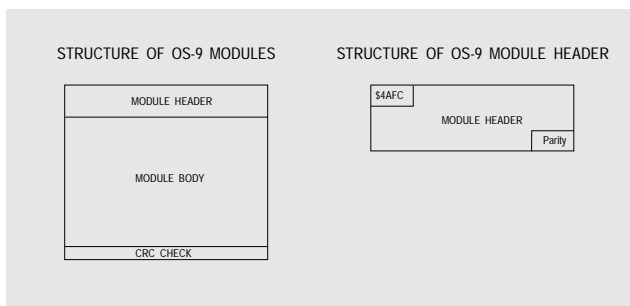 STRUCTURE OF OS-9 MODULES
MODULE HEADER
MODULE BODY
CRC CHECK
STRUCTURE OF OS-9 MODULE HEADER
$4AFC
MODULE HEADER
Parity